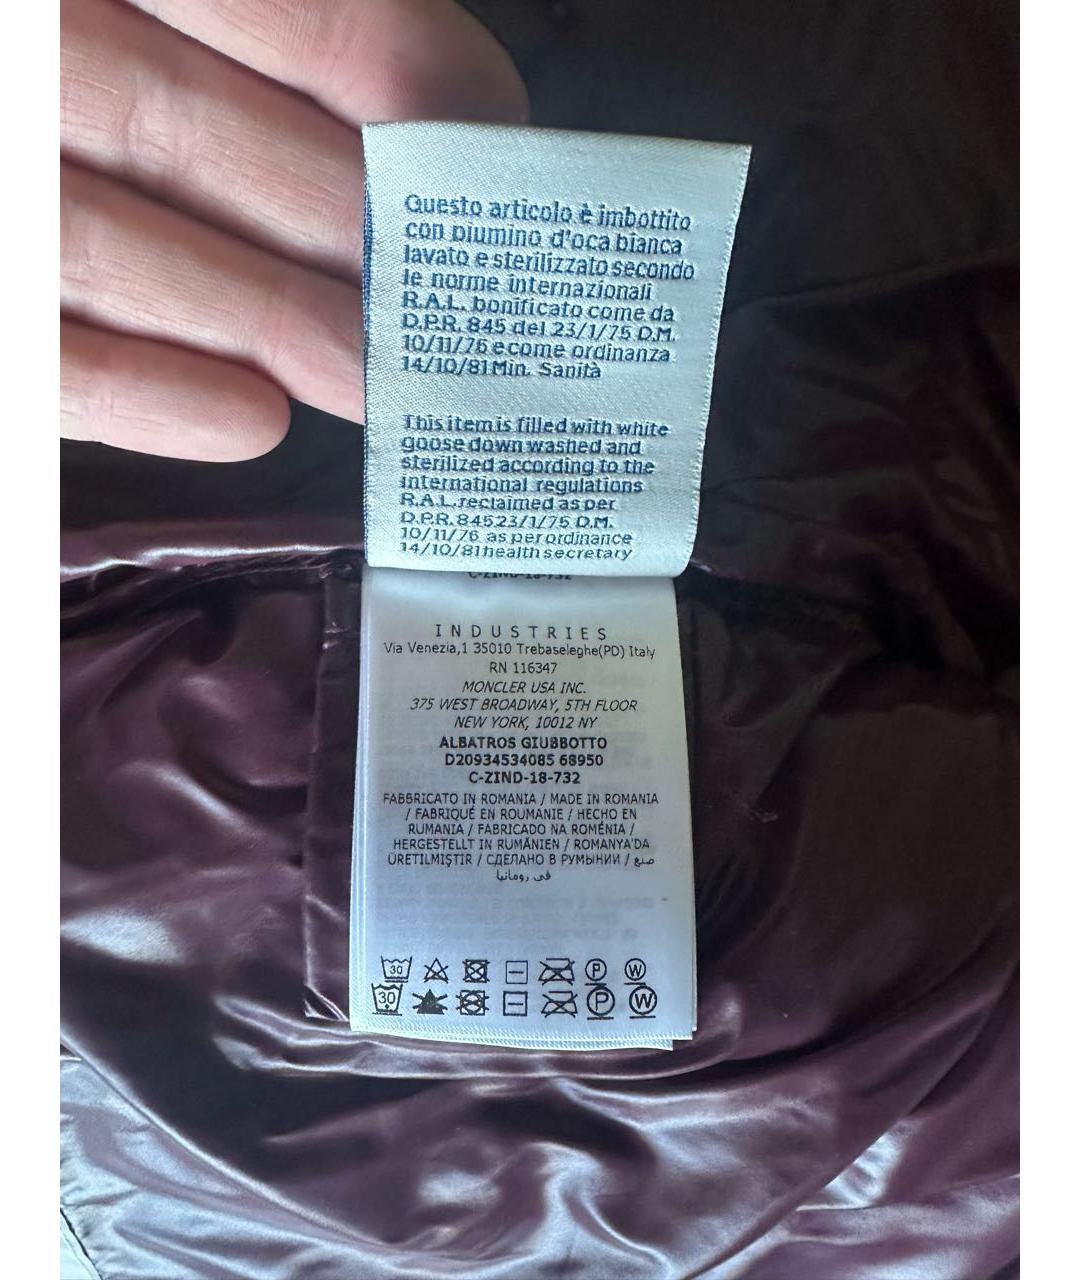 Questo articolo è imbottito
con piumino d'oca bianca
lavato e sterilizzato secondo
le norme internazionali
R.A.L. bonificato come da
D.P.R. 845 del 23/1/75 D.M.
10/11/76 e come ordinanza
14/10/81 Min. Sanità
This item is filled with white
goose down washed and
sterilized according to the
international regulations
R.A.L. reclaimed as per
D.P.R. 845 23/1/75 D.M.
10/11/76 as per ordinance
14/10/81 health secretary
C-ZIND-18-732
INDUSTRIES
Via Venezia,1 35010 Trebaseleghe(PD) Italy
RN 116347
MONCLER USA INC.
375 WEST BROADWAY, 5TH FLOOR
NEW YORK, 10012 NY
ALBATROS GIUBBOTTO
D20934534085 68950
C-ZIND-18-732
FABBRICATO IN ROMANIA / MADE IN ROMANIA
/ FABRIQUÉ EN ROUMANIE / HECHO EN
RUMANIA / FABRICADO NA ROMÉNIA /
HERGESTELLT IN RUMÄNIEN / ROMANYA'DA
ÜRETILMIŞTIR / СДЕЛАНО В РУМЫНИИ / صنع
في رومانيا
30 P W
30 P W